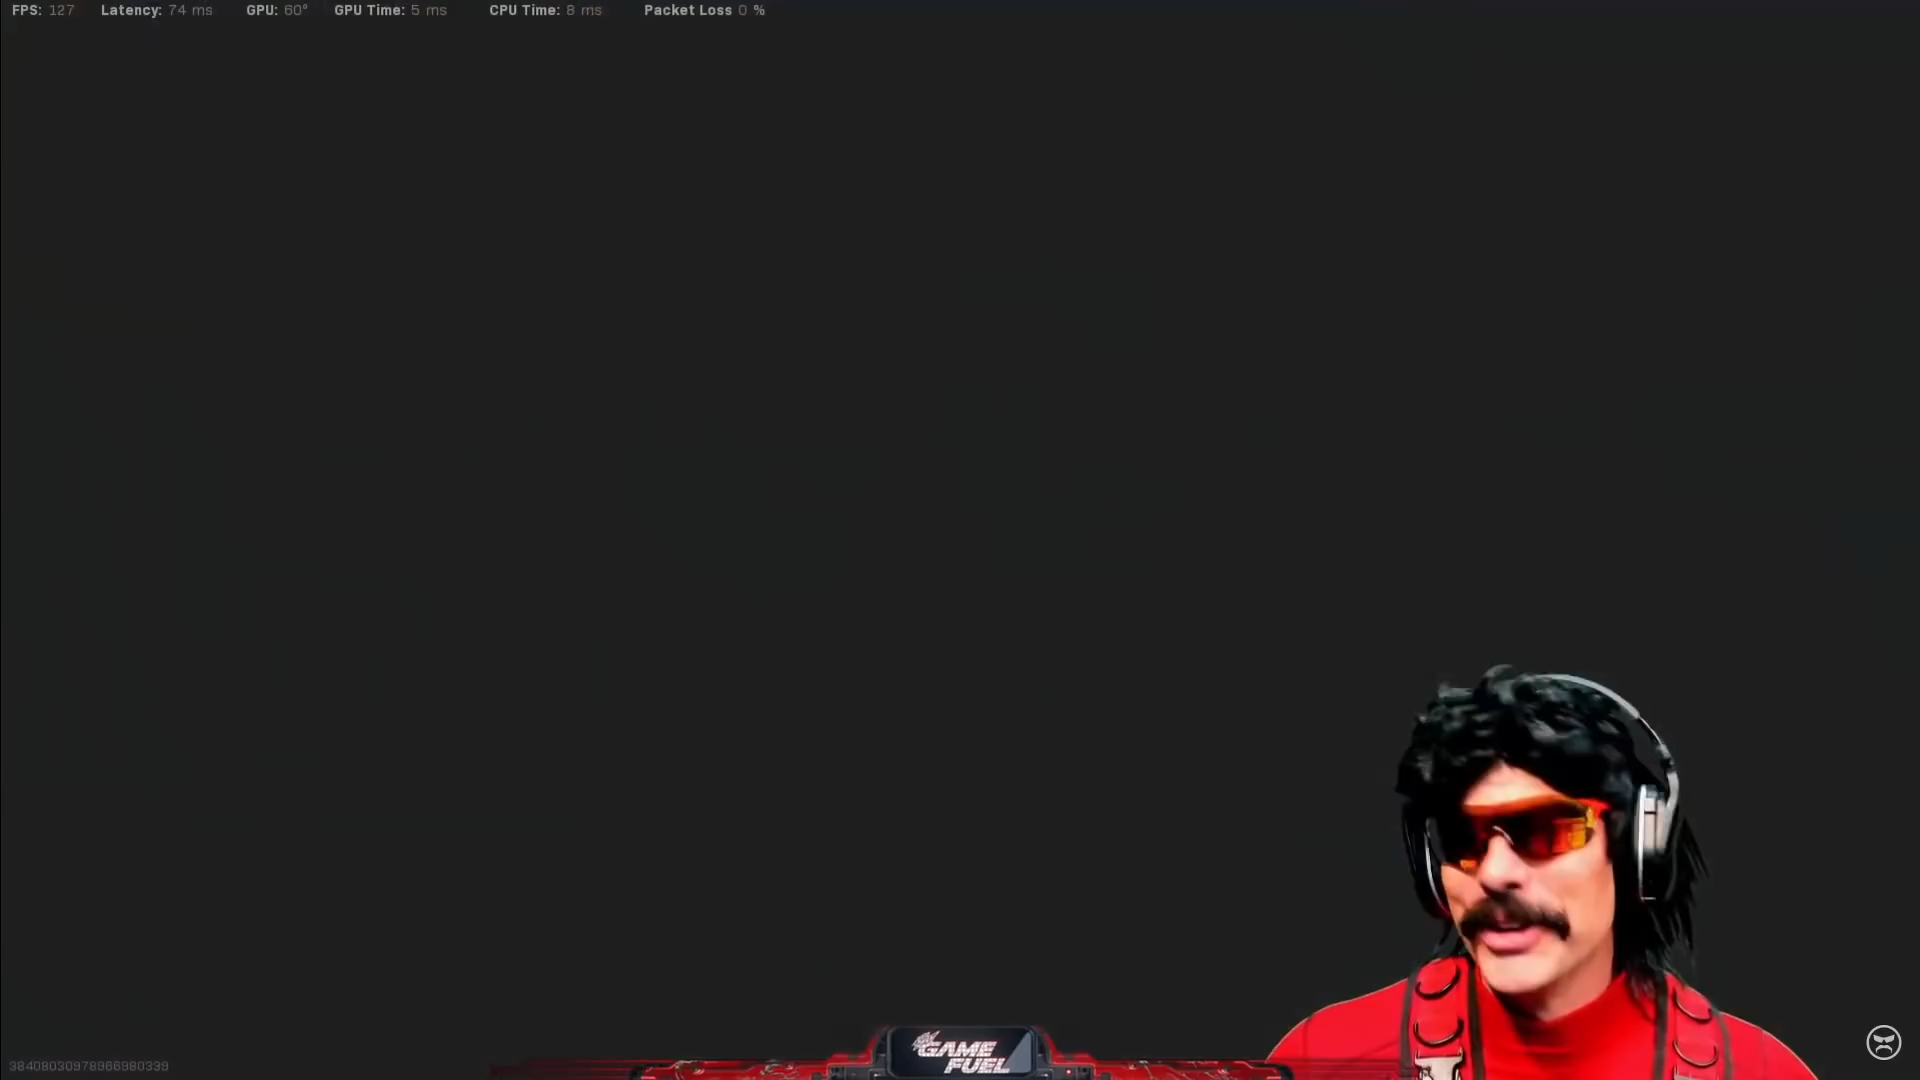 FPS: 127 Latency: 74 ms GPU: 60° GPU Time: 5 ms CPU Time: 8 ms Packet Loss 0 %
GAME
FUEL
38408030978966980339